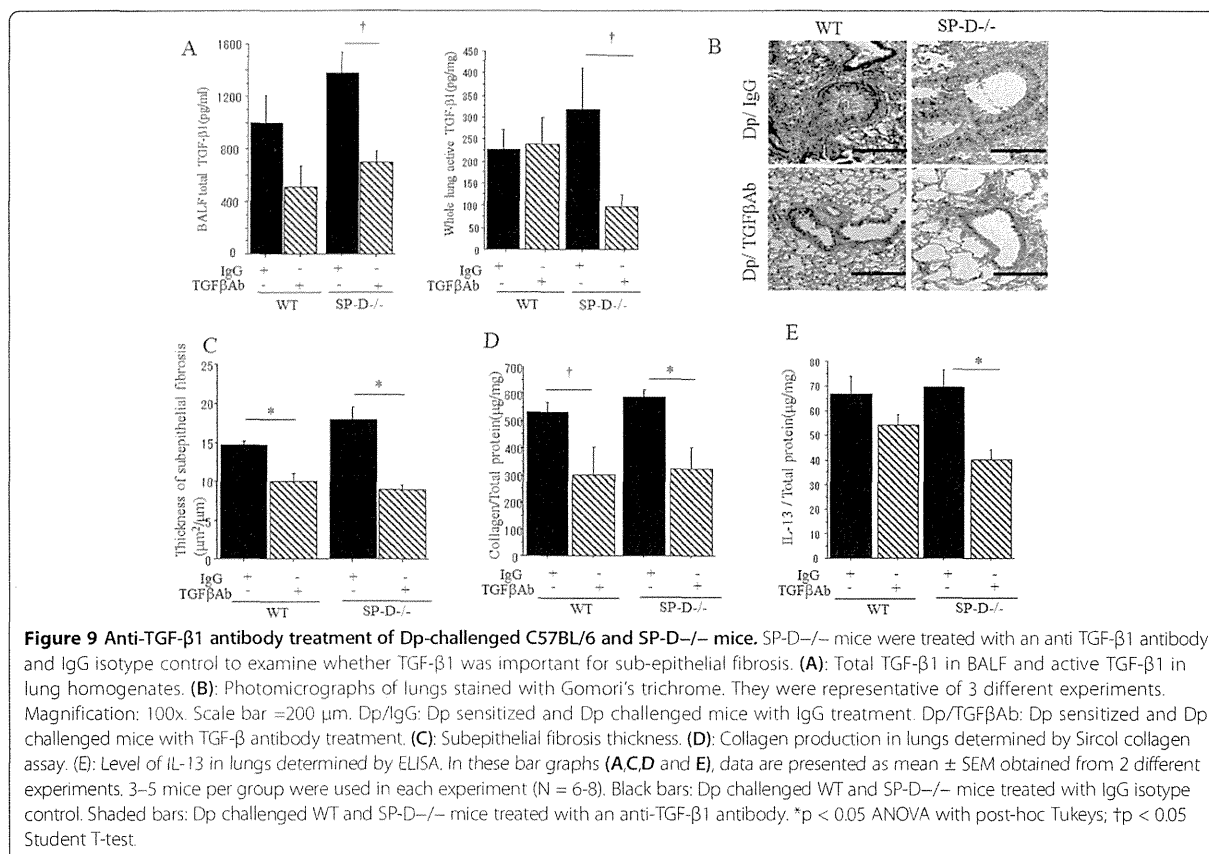 A
BALF total TGF-β1(pg/ml)
1600
1200
800
400
0
†
IgG + - + -
TGFβAb - + - +
WT SP-D-/-
Whole lung active TGF-β1(pg/mg)
450
400
350
300
250
200
150
100
50
0
†
IgG + - + -
TGFβAb - + - +
WT SP-D-/-
B
WT SP-D-/-
Dp/ IgG
Dp/ TGFβAb
C
Thickness of subepithelial fibrosis
(μm²/μm)
25
20
15
10
5
0
* *
IgG + - + -
TGFβAb - + - +
WT SP-D-/-
D
Collagen/Total protein(μg/mg)
700
600
500
400
300
200
100
0
† *
+ - + -
- + - +
WT SP-D-/-
E
IL-13 / Total protein(μg/mg)
80
70
60
50
40
30
20
10
0
*
IgG + - + -
TGFβAb - + - +
WT SP-D-/-
Figure 9 Anti-TGF-β1 antibody treatment of Dp-challenged C57BL/6 and SP-D−/− mice. SP-D−/− mice were treated with an anti TGF-β1 antibody
and IgG isotype control to examine whether TGF-β1 was important for sub-epithelial fibrosis. (A): Total TGF-β1 in BALF and active TGF-β1 in
lung homogenates. (B): Photomicrographs of lungs stained with Gomori's trichrome. They were representative of 3 different experiments.
Magnification: 100x. Scale bar =200 μm. Dp/IgG: Dp sensitized and Dp challenged mice with IgG treatment. Dp/TGFβAb: Dp sensitized and Dp
challenged mice with TGF-β antibody treatment. (C): Subepithelial fibrosis thickness. (D): Collagen production in lungs determined by Sircol collagen
assay. (E): Level of IL-13 in lungs determined by ELISA. In these bar graphs (A,C,D and E), data are presented as mean ± SEM obtained from 2 different
experiments. 3–5 mice per group were used in each experiment (N = 6-8). Black bars: Dp challenged WT and SP-D−/− mice treated with IgG isotype
control. Shaded bars: Dp challenged WT and SP-D−/− mice treated with an anti-TGF-β1 antibody. *p < 0.05 ANOVA with post-hoc Tukeys; †p < 0.05
Student T-test.